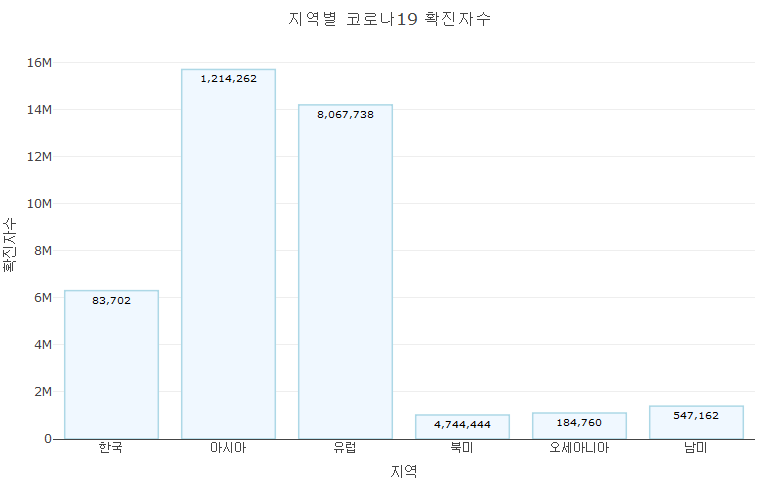 지역별 코로나19 확진자수
16M
14M
12M
10M
8M
6M
4M
2M
0
확진자수
83,702
1,214,262
8,067,738
4,744,444
184,760
547,162
한국
아시아
유럽
북미
오세아니아
남미
지역